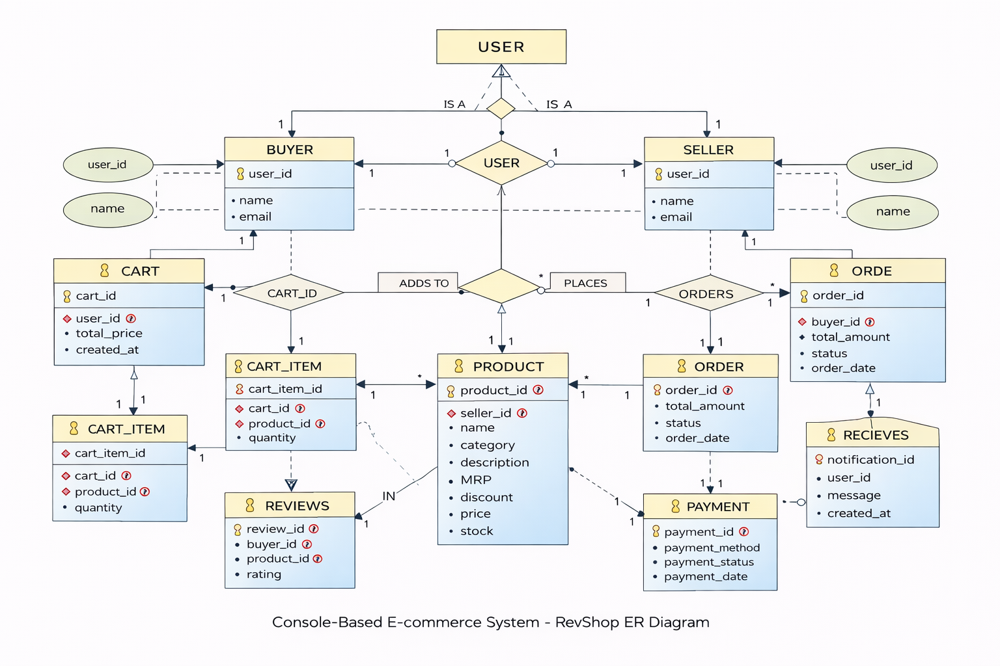 USER
IS A
IS A
1
1
BUYER
user_id
name
email
1
1
USER
1
1
SELLER
user_id
name
email
user_id
name
user_id
name
1
1
CART
cart_id
user_id
total_price
created_at
1
CART_ID
ADDS TO
*
PLACES
1
ORDERS
*
1
ORDE
order_id
buyer_id
total_amount
status
order_date
1
1
1
1
1
1
1
CART_ITEM
cart_item_id
cart_id
product_id
quantity
1
CART_ITEM
cart_item_id
cart_id
product_id
quantity
*
1
PRODUCT
product_id
seller_id
name
category
description
MRP
discount
price
stock
*
1
1
ORDER
order_id
total_amount
status
order_date
1
RECIEVES
notification_id
user_id
message
created_at
IN
1
REVIEWS
review_id
buyer_id
product_id
rating
1
1
1
1
PAYMENT
payment_id
payment_method
payment_status
payment_date
Console-Based E-commerce System - RevShop ER Diagram